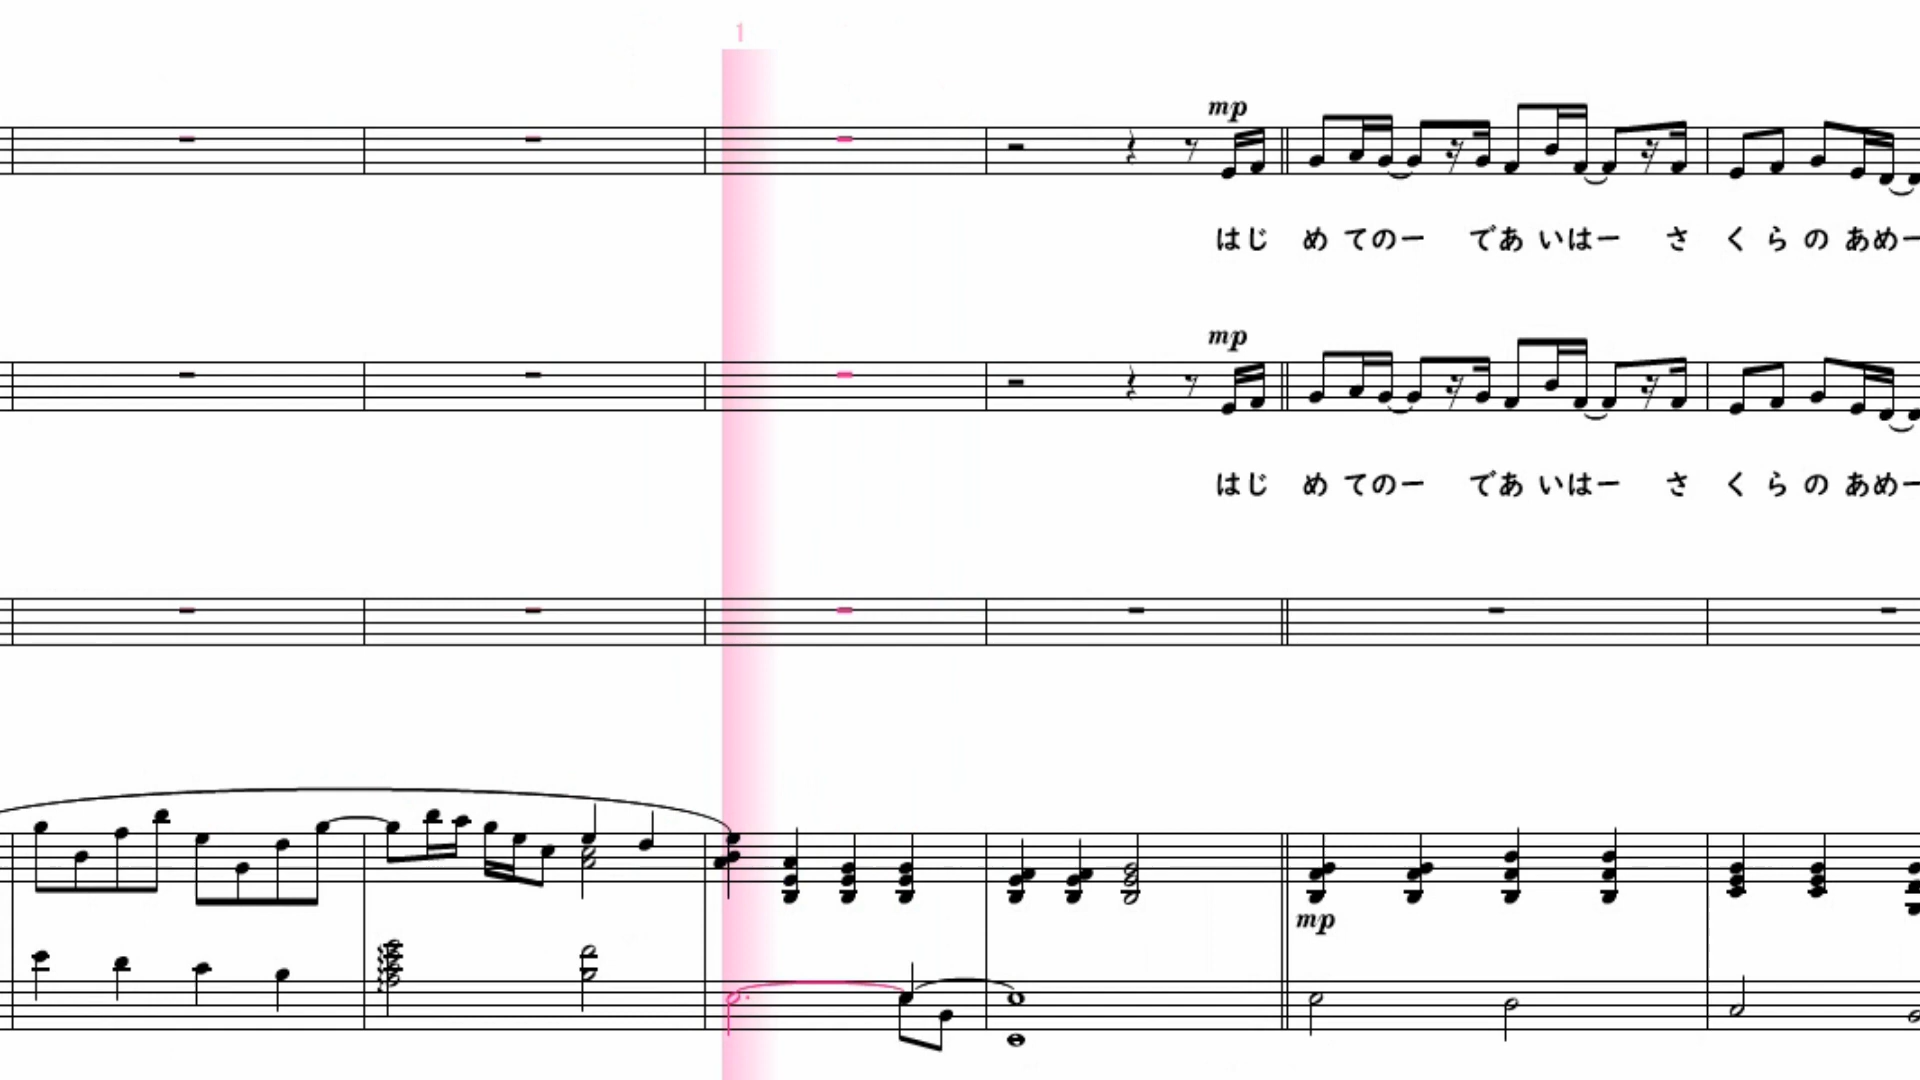 1
mp
はじ め てのー であ いはー さ くらの あめー
mp
はじ め てのー であ いはー さ くらの あめー
mp